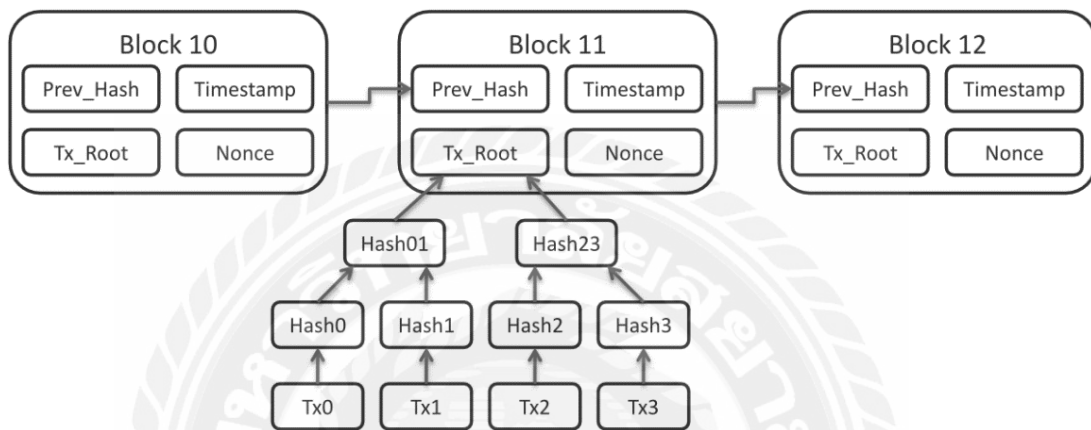 Block 10
Block 11
Block 12
Prev_Hash Timestamp
Prev_Hash Timestamp
Prev_Hash Timestamp
Tx_Root Nonce
Tx_Root Nonce
Tx_Root Nonce
Hash01 Hash23
Hash0 Hash1 Hash2 Hash3
Tx0 Tx1 Tx2 Tx3